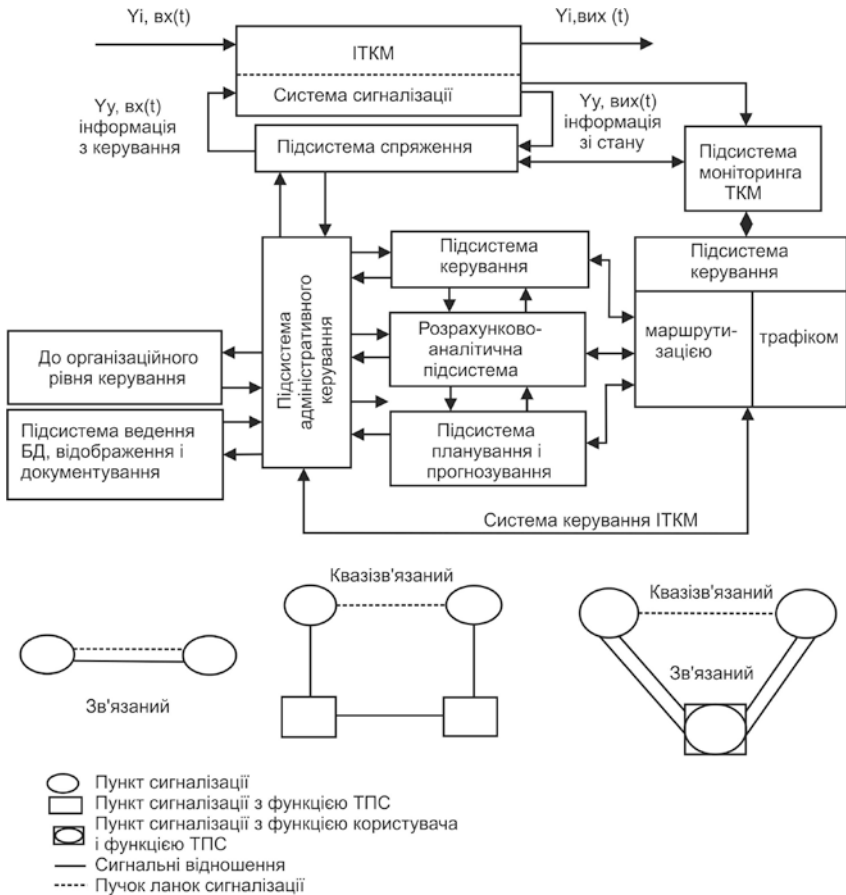 Yi, вх(t)
Yi,вих (t)
ІТКМ
Система сигналізації
Yу, вх(t)
інформація
з керування
Yу, вих(t)
інформація
зі стану
Підсистема спряження
Підсистема
моніторинга
ТКМ
Підсистема
адміністративного
керування
Підсистема
керування
Підсистема
керування
маршрути-
зацією
трафіком
Розрахунково-
аналітична
підсистема
До організаційного
рівня керування
Підсистема ведення
БД, відображення і
документування
Підсистема
планування і
прогнозування
Система керування ІТКМ
Квазізв'язаний
Квазізв'язаний
Зв'язаний
Зв'язаний
Пункт сигналізації
Пункт сигналізації з функцією ТПС
Пункт сигналізації з функцією користувача
і функцією ТПС
Сигнальні відношення
Пучок ланок сигналізації